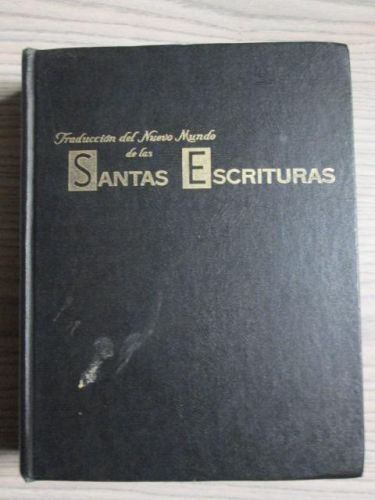 Traducción del Nuevo Mundo
de las
SANTAS ESCRITURAS